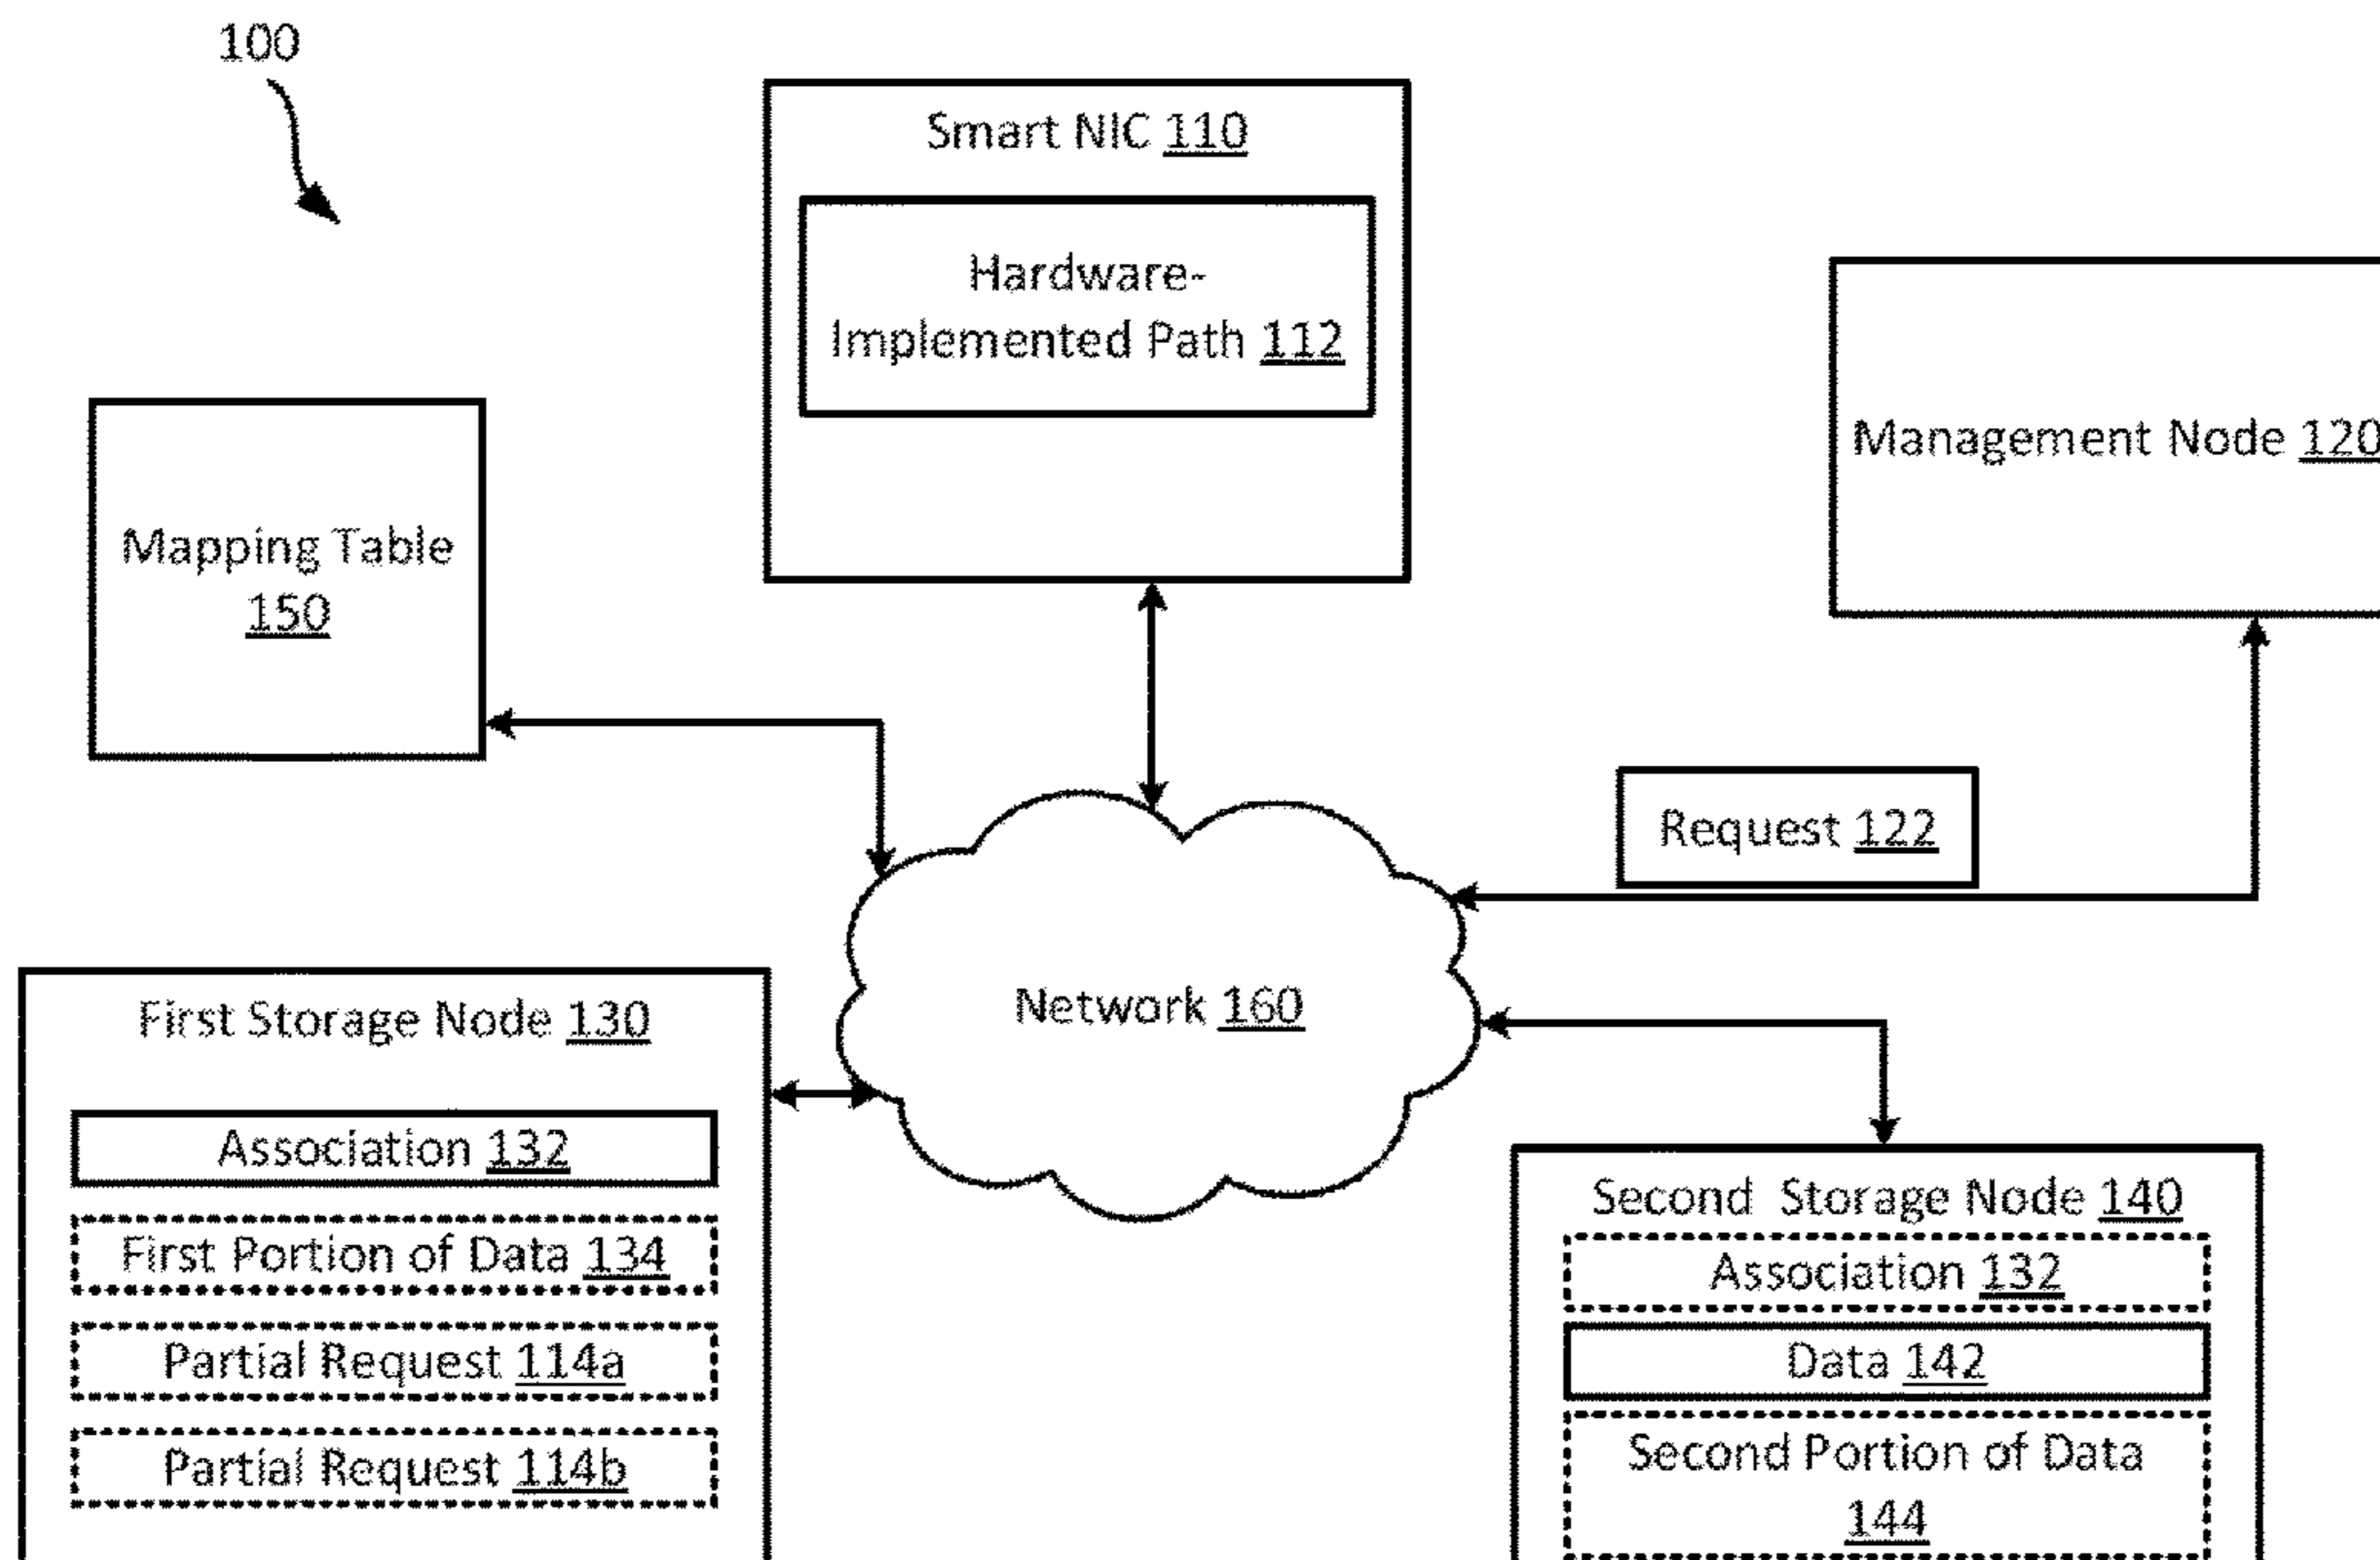 100
Smart NIC 110
Hardware-
Implemented Path 112
Management Node 120
Mapping Table
150
Request 122
Network 160
First Storage Node 130
Association 132
First Portion of Data 134
Partial Request 114a
Partial Request 114b
Second Storage Node 140
Association 132
Data 142
Second Portion of Data
144